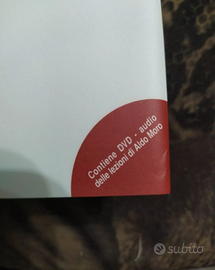 Contiene DVD - audio
delle lezioni di Aldo Moro
subito